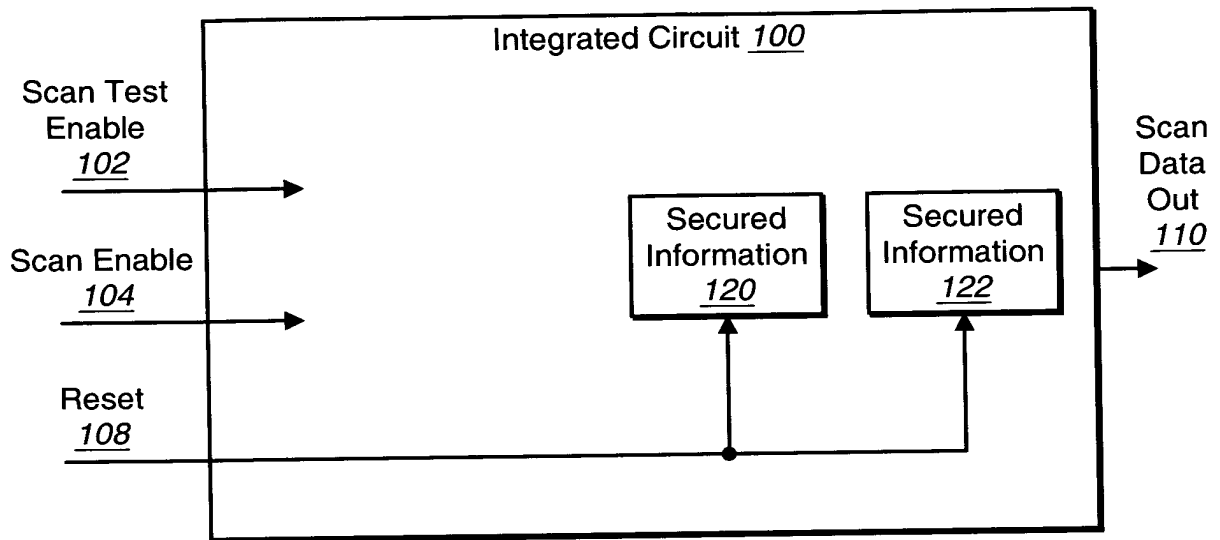 Integrated Circuit 100
Scan Test
Enable
102
Scan Enable
104
Reset
108
Secured
Information
120
Secured
Information
122
Scan
Data
Out
110